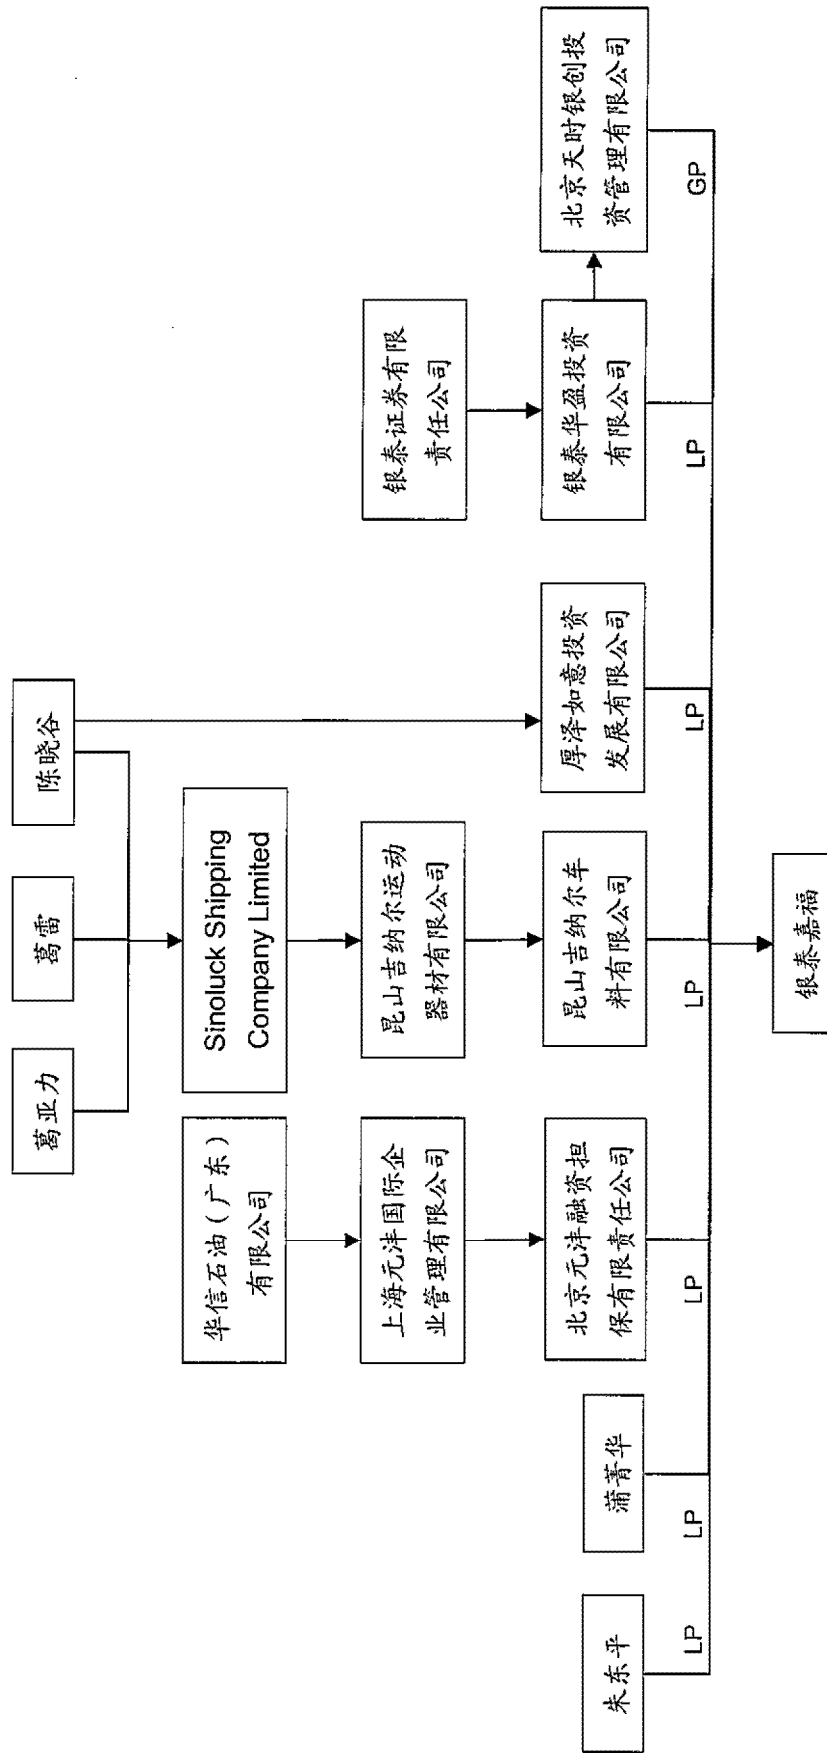 葛亚力
葛雷
陈晓谷
华信石油(广东)
有限公司
Sinoluck Shipping
Company Limited
上海元沣国际企
业管理有限公司
昆山吉纳尔运动
器材有限公司
银泰证券有限
责任公司
朱东平
蒲菁华
北京元沣融资担
保有限责任公司
昆山吉纳尔车
料有限公司
厚泽如意投资
发展有限公司
银泰华盈投资
有限公司
北京天时银创投
资管理有限公司
LP
LP
LP
LP
LP
LP
GP
银泰嘉福